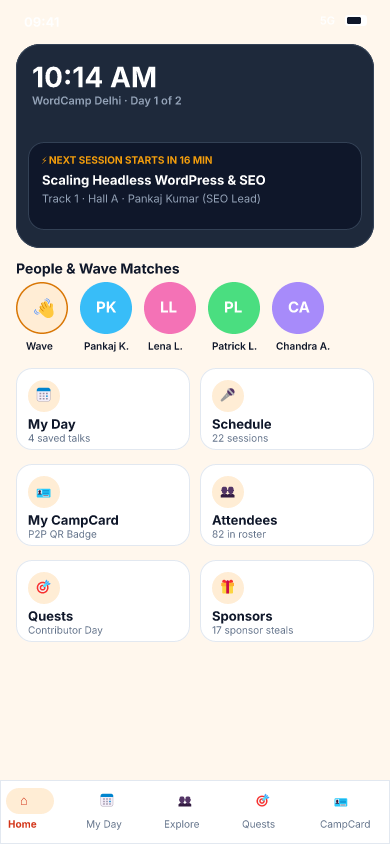 09:41
5G
10:14 AM
WordCamp Delhi · Day 1 of 2
⚡NEXT SESSION STARTS IN 16 MIN
Scaling Headless WordPress & SEO
Track 1 · Hall A · Pankaj Kumar (SEO Lead)
People & Wave Matches
PK LL PL CA
Wave Pankaj K. Lena L. Patrick L. Chandra A.
My Day
4 saved talks
Schedule
22 sessions
My CampCard
P2P QR Badge
Attendees
82 in roster
Quests
Contributor Day
Sponsors
17 sponsor steals
Home My Day Explore Quests CampCard